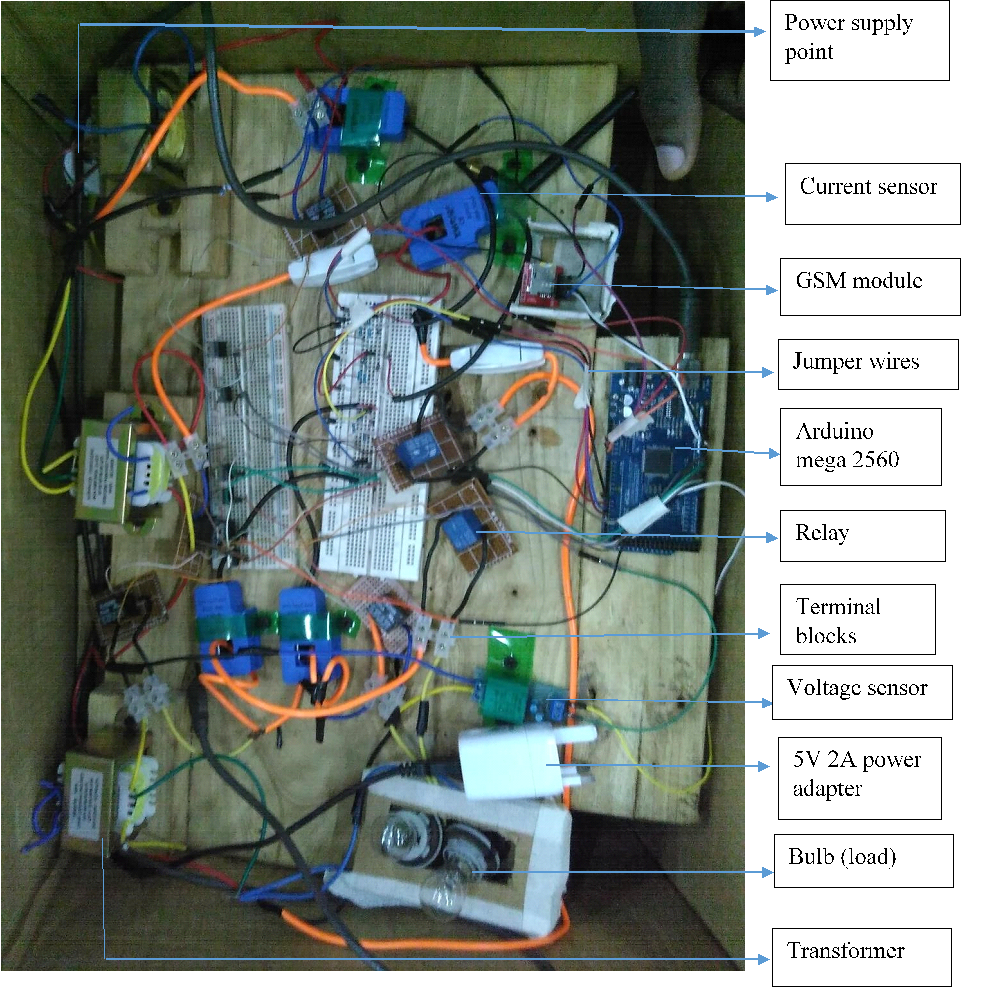 Power supply
point
Current sensor
GSM module
Jumper wires
Arduino
mega 2560
Relay
Terminal
blocks
Voltage sensor
5V 2A power
adapter
Bulb (load)
Transformer